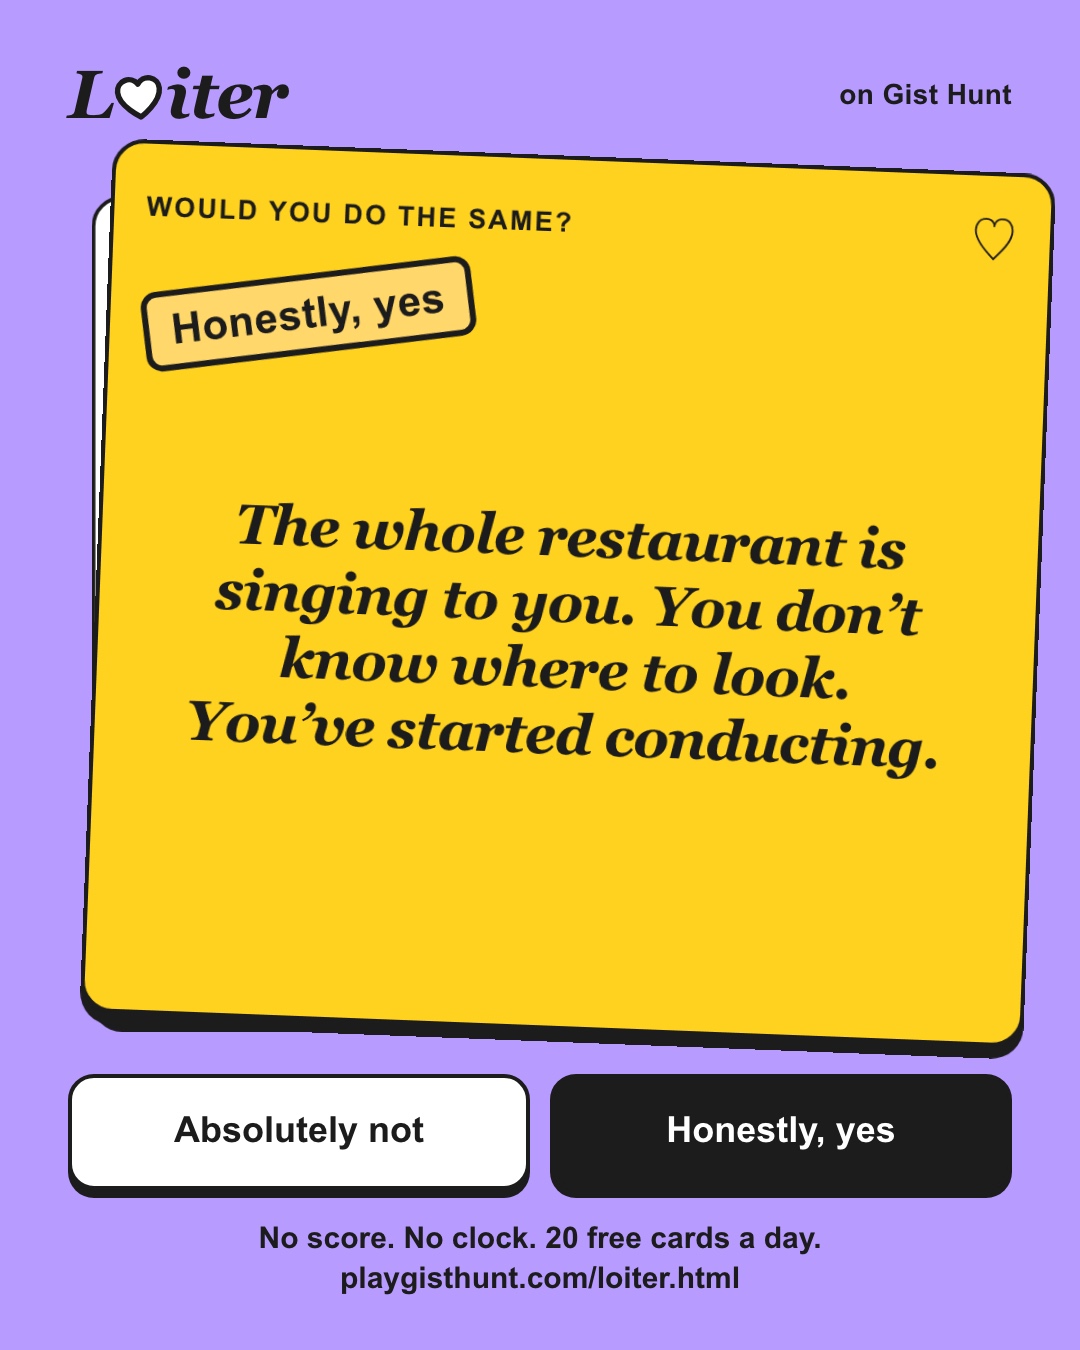 Loiter
on Gist Hunt
WOULD YOU DO THE SAME?
Honestly, yes
The whole restaurant is
singing to you. You don’t
know where to look.
You’ve started conducting.
Absolutely not
Honestly, yes
No score. No clock. 20 free cards a day.
playgisthunt.com/loiter.html